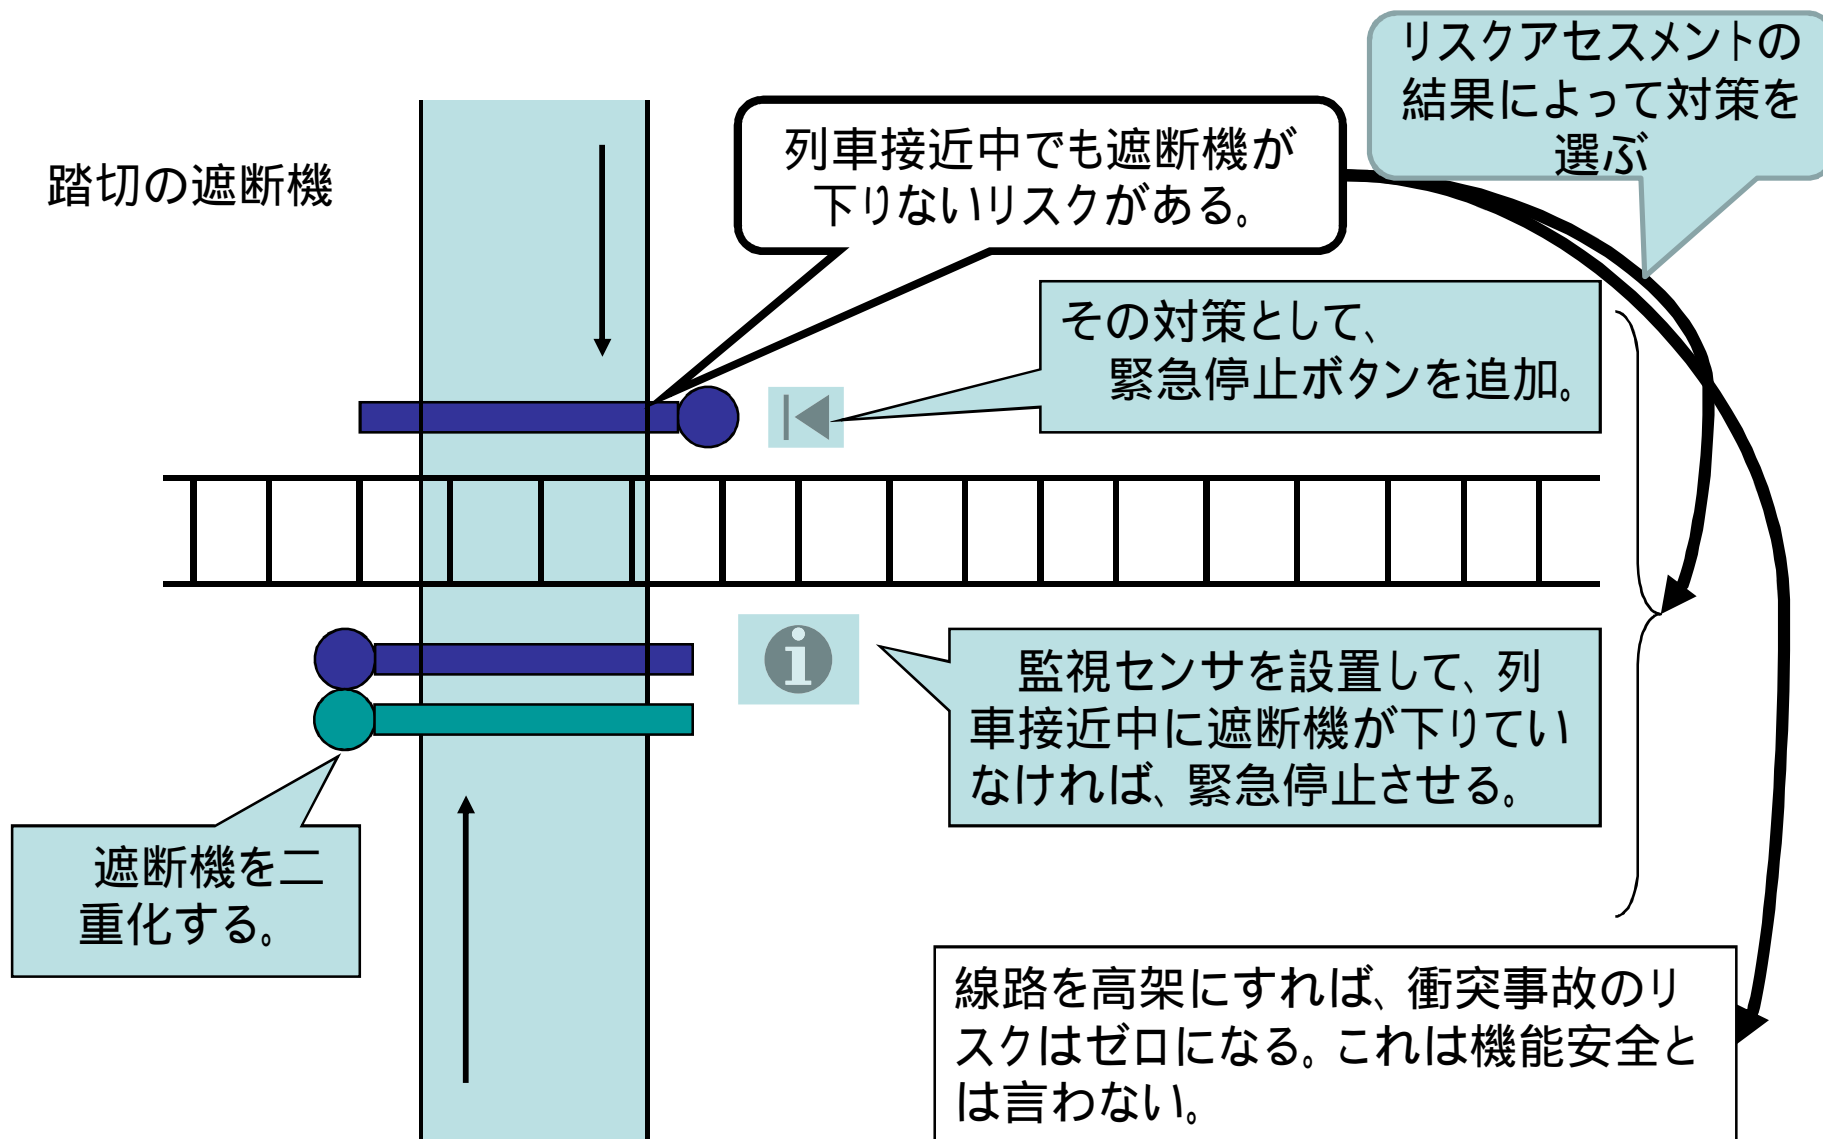 リスクアセスメントの
結果によって対策を
選ぶ
踏切の遮断機
列車接近中でも遮断機が
下りないリスクがある。
その対策として、
緊急停止ボタンを追加。
監視センサを設置して、列
車接近中に遮断機が下りてい
なければ、緊急停止させる。
遮断機を二
重化する。
線路を高架にすれば、衝突事故のリ
スクはゼロになる。これは機能安全と
は言わない。